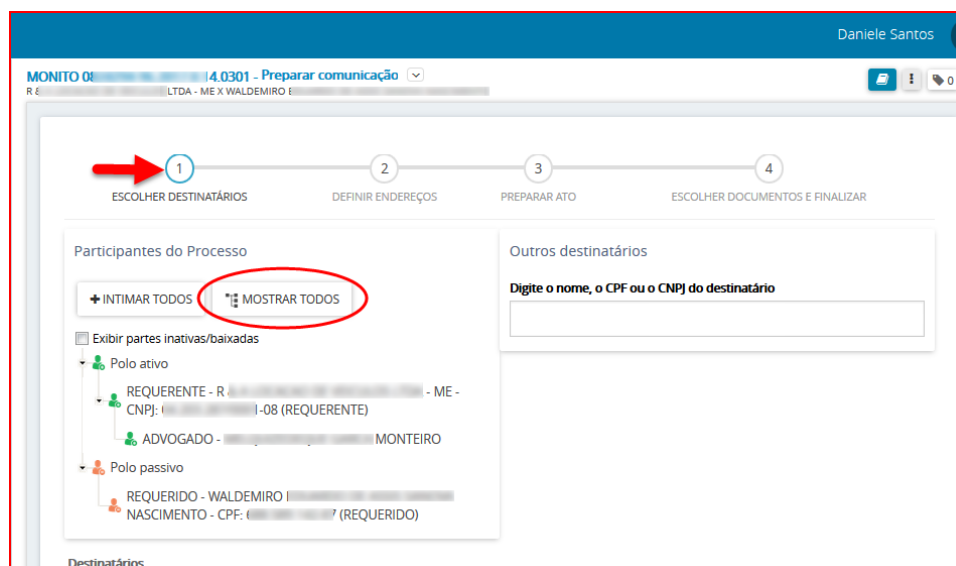 Daniele Santos
MONITO 08 4.0301 - Preparar comunicação
R & LTDA - ME X WALDEMIRO
0
1 2 3 4
ESCOLHER DESTINATÁRIOS DEFINIR ENDEREÇOS PREPARAR ATO ESCOLHER DOCUMENTOS E FINALIZAR
Participantes do Processo
INTIMAR TODOS MOSTRAR TODOS
Exibir partes inativas/baixadas
Polo ativo
REQUERENTE - R - ME -
CNPJ: -08 (REQUERENTE)
ADVOGADO - MONTEIRO
Polo passivo
REQUERIDO - WALDEMIRO
NASCIMENTO - CPF: (REQUERIDO)
Outros destinatários
Digite o nome, o CPF ou o CNPJ do destinatário
Destinatários